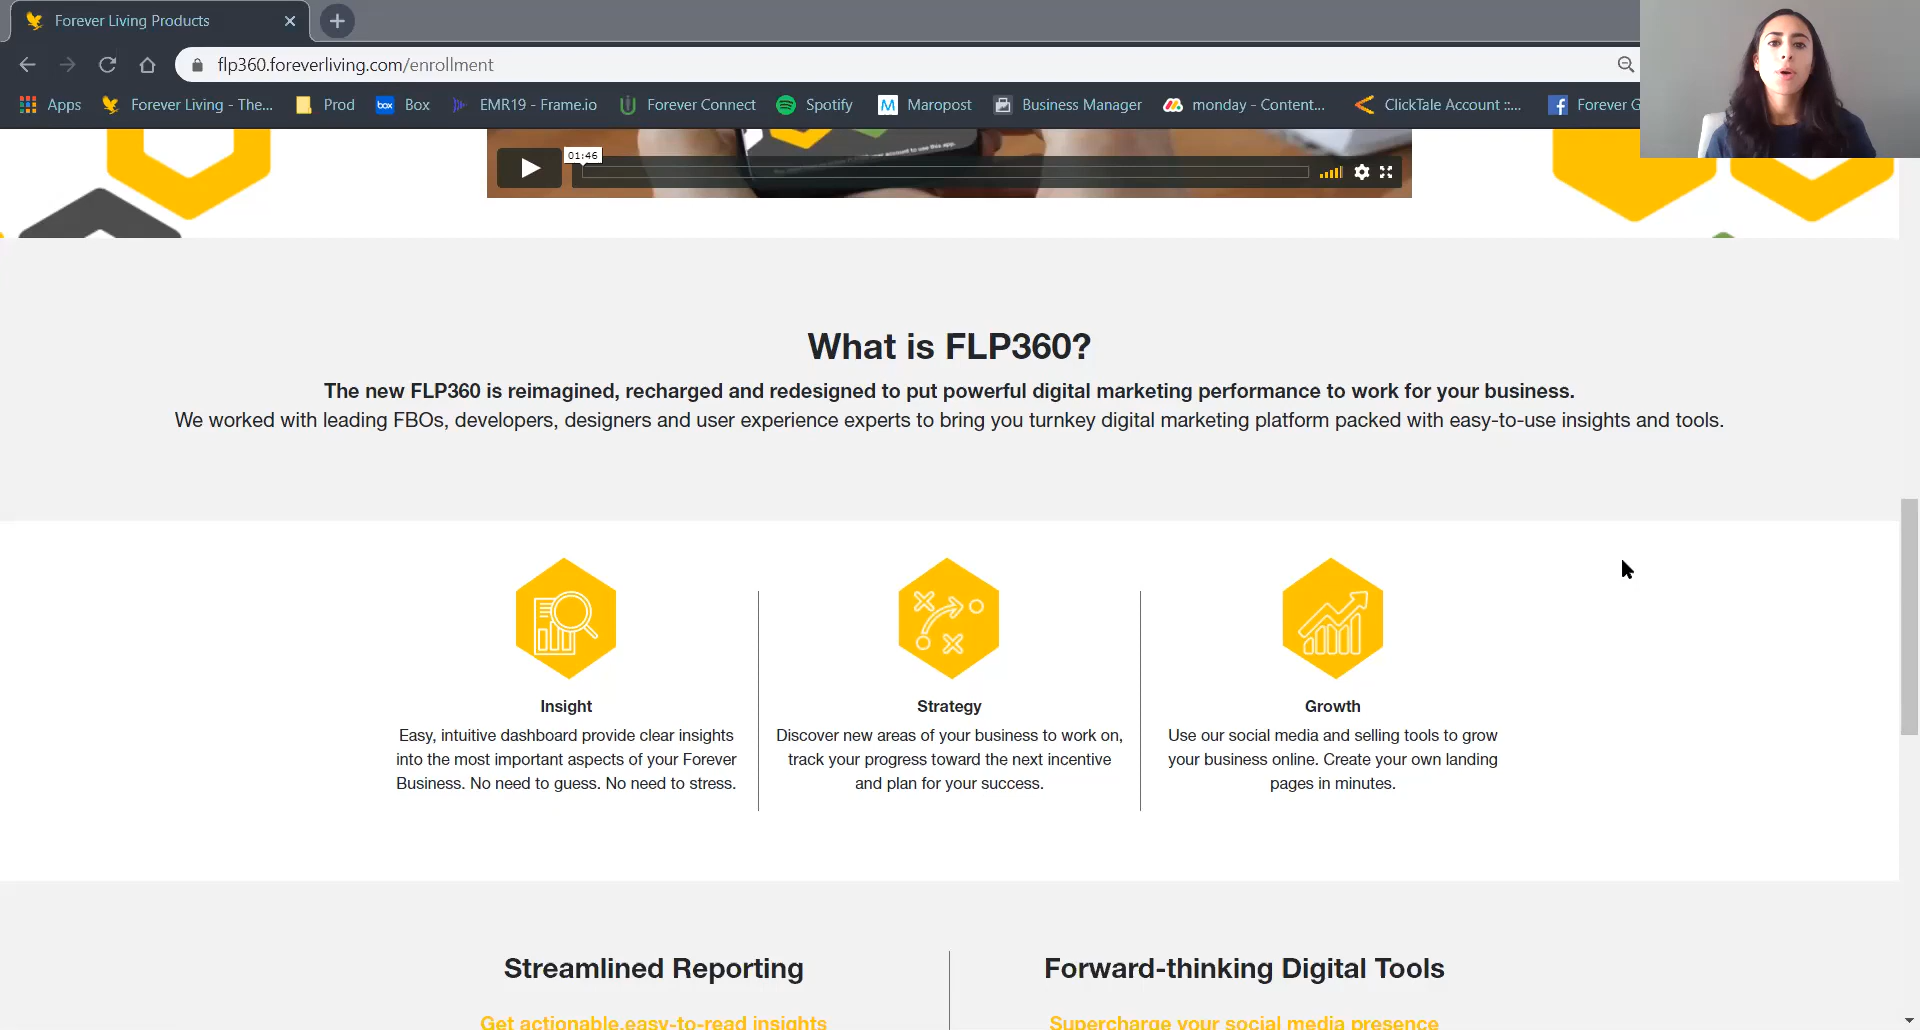 Forever Living Products
flp360.foreverliving.com/enrollment
Apps Forever Living - The... Prod box Box EMR19 - Frame.io Forever Connect Spotify M Maropost Business Manager monday - Content... ClickTale Account ::... Forever G
01:46
What is FLP360?
The new FLP360 is reimagined, recharged and redesigned to put powerful digital marketing performance to work for your business.
We worked with leading FBOs, developers, designers and user experience experts to bring you turnkey digital marketing platform packed with easy-to-use insights and tools.
Insight
Easy, intuitive dashboard provide clear insights
into the most important aspects of your Forever
Business. No need to guess. No need to stress.
Strategy
Discover new areas of your business to work on,
track your progress toward the next incentive
and plan for your success.
Growth
Use our social media and selling tools to grow
your business online. Create your own landing
pages in minutes.
Streamlined Reporting
Get actionable,easy-to-read insights
Forward-thinking Digital Tools
Supercharge your social media presence